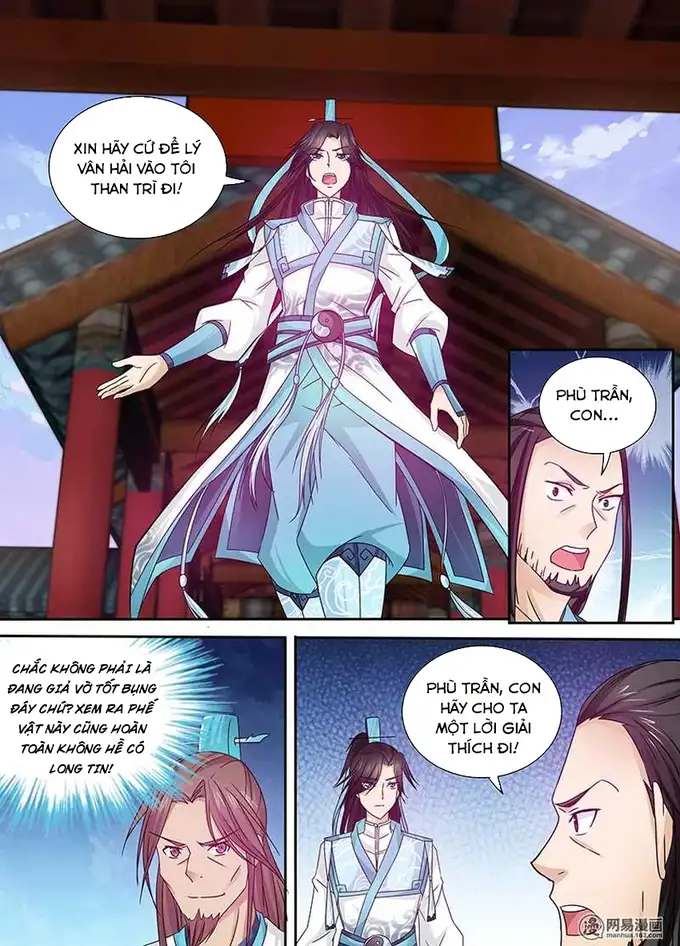 XIN HÃY CỨ ĐỂ LÝ
VÂN HẢI VÀO TÔI
THAN TRÌ ĐI!
PHÙ TRẦN,
CON...
CHẮC KHÔNG PHẢI LÀ
ĐANG GIẢ VỜ TỐT BỤNG
ĐẤY CHỨ? XEM RA PHẾ
VẬT NÀY CŨNG HOÀN
TOÀN KHÔNG HỀ CÓ
LONG TIN!
PHÙ TRẦN, CON
HÃY CHO TA
MỘT LỜI GIẢI
THÍCH ĐI!
网易漫画
manhua.163.com